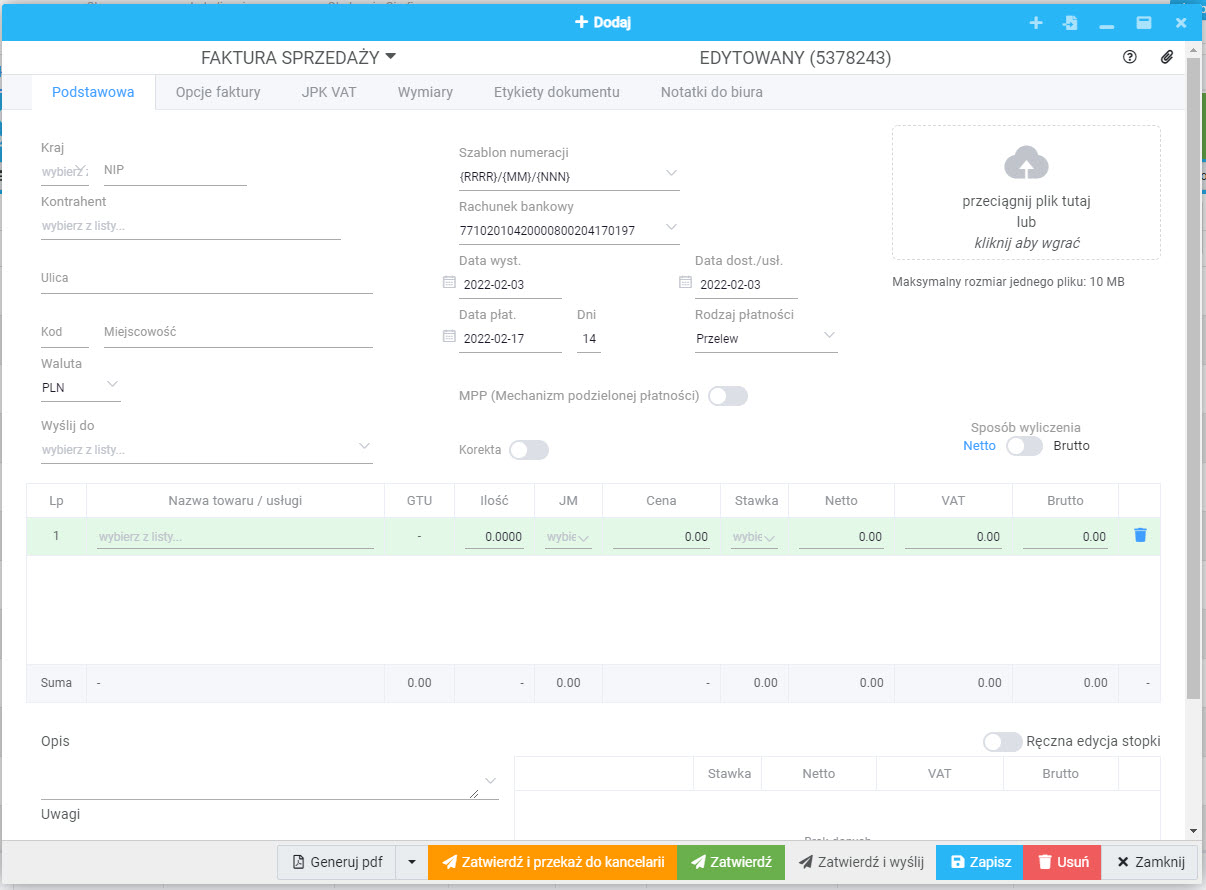 Dodaj
FAKTURA SPRZEDAŻY
EDYTOWANY (5378243)
Podstawowa
Opcje faktury
JPK VAT
Wymiary
Etykiety dokumentu
Notatki do biura
Kraj
wybierz z
NIP
Kontrahent
wybierz z listy...
Ulica
Kod
Miejscowość
Waluta
PLN
Wyślij do
wybierz z listy...
Szablon numeracji
{RRRR}/{MM}/{NNN}
Rachunek bankowy
77102010420000800204170197
Data wyst.
2022-02-03
Data dost./usł.
2022-02-03
Data płat.
2022-02-17
Dni
14
Rodzaj płatności
Przelew
MPP (Mechanizm podzielonej płatności)
Korekta
przeciągnij plik tutaj
lub
kliknij aby wgrać
Maksymalny rozmiar jednego pliku: 10 MB
Sposób wyliczenia
Netto Brutto
Lp Nazwa towaru / usługi GTU Ilość JM Cena Stawka Netto VAT Brutto
1 wybierz z listy... - 0.0000 wybie 0.00 wybie 0.00 0.00 0.00
Suma - 0.00 - 0.00 - 0.00 0.00 0.00 0.00 -
Opis
Uwagi
Ręczna edycja stopki
Stawka Netto VAT Brutto
Generuj pdf
Zatwierdź i przekaż do kancelarii
Zatwierdź
Zatwierdź i wyślij
Zapisz
Usuń
Zamknij